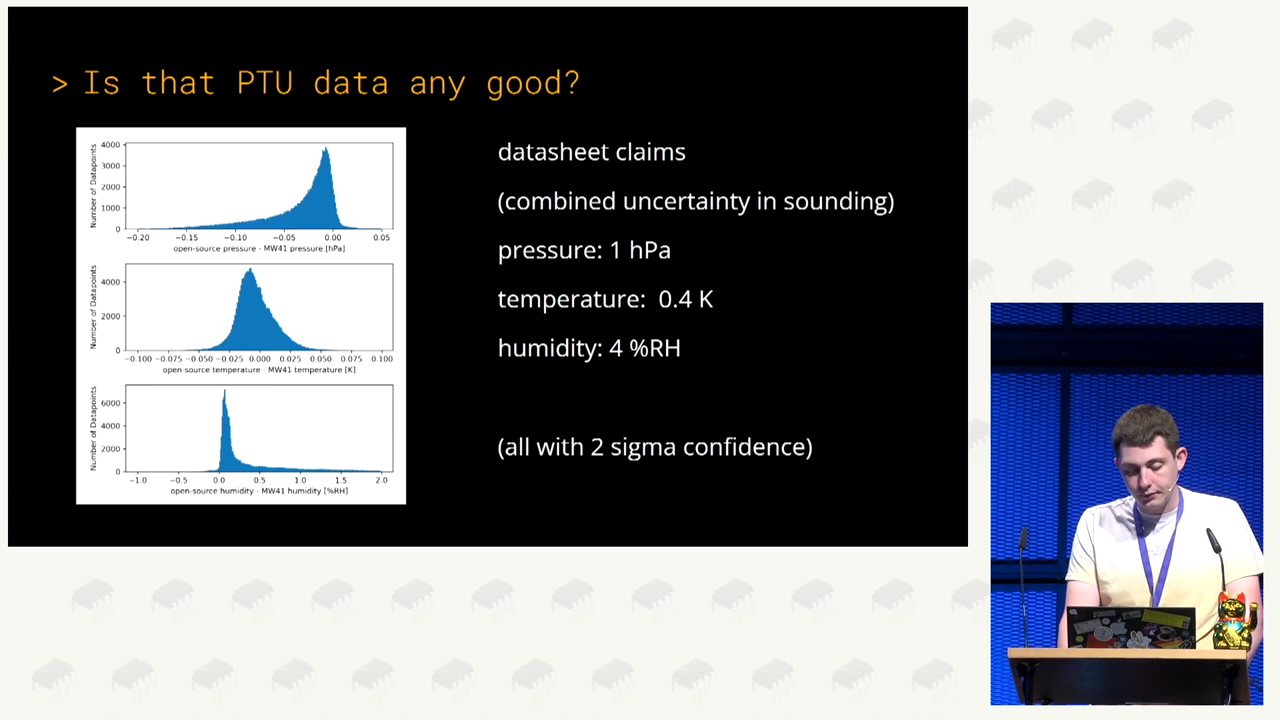 > Is that PTU data any good?
Number of Datapoints
4000
3000
2000
1000
0
−0.20 −0.15 −0.10 −0.05 0.00 0.05
open-source pressure - MW41 pressure [hPa]
Number of Datapoints
4000
2000
0
−0.100 −0.075 −0.050 −0.025 0.000 0.025 0.050 0.075 0.100
open-source temperature - MW41 temperature [K]
Number of Datapoints
6000
4000
2000
0
−1.0 −0.5 0.0 0.5 1.0 1.5 2.0
open-source humidity - MW41 humidity [%RH]
datasheet claims
(combined uncertainty in sounding)
pressure: 1 hPa
temperature: 0.4 K
humidity: 4 %RH
(all with 2 sigma confidence)